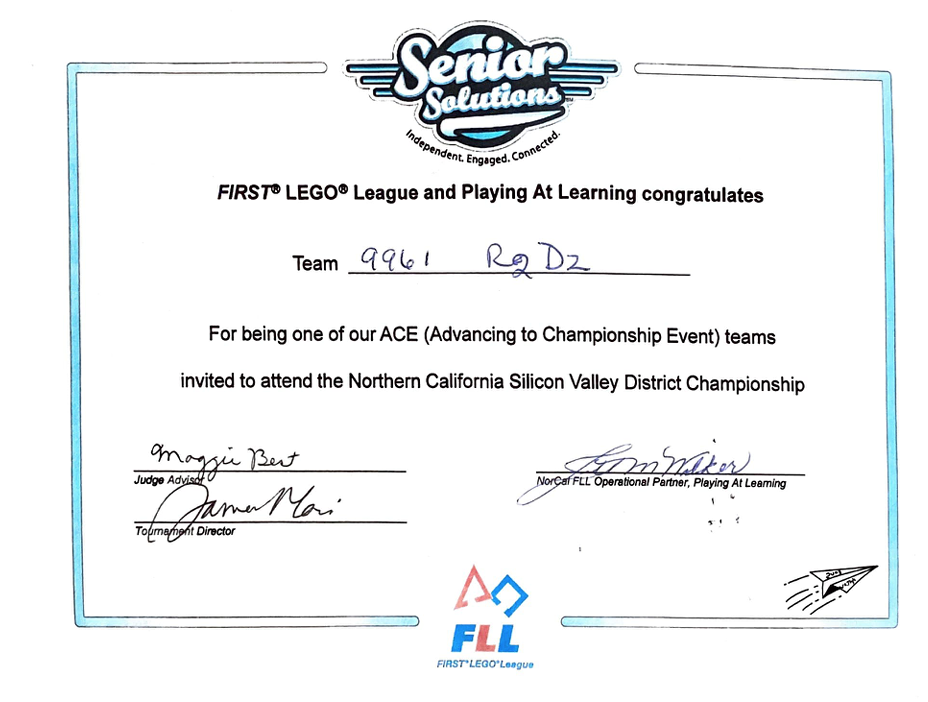 Senior
Solutions™
Independent. Engaged. Connected.
FIRST® LEGO® League and Playing At Learning congratulates
Team 9961 R2 D2
For being one of our ACE (Advancing to Championship Event) teams
invited to attend the Northern California Silicon Valley District Championship
Maggie Bert
Judge Advisor
James Mori
Tournament Director
Walker
NorCal FLL Operational Partner, Playing At Learning
FLL
FIRST®LEGO®League